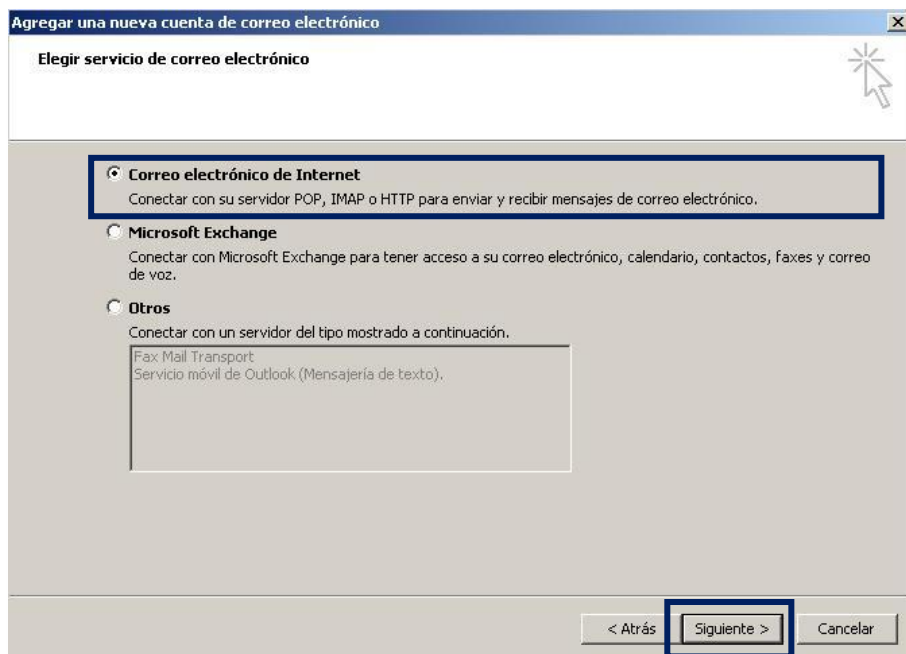 Agregar una nueva cuenta de correo electrónico
Elegir servicio de correo electrónico
Correo electrónico de Internet
Conectar con su servidor POP, IMAP o HTTP para enviar y recibir mensajes de correo electrónico.
Microsoft Exchange
Conectar con Microsoft Exchange para tener acceso a su correo electrónico, calendario, contactos, faxes y correo
de voz.
Otros
Conectar con un servidor del tipo mostrado a continuación.
Fax Mail Transport
Servicio móvil de Outlook (Mensajería de texto).
< Atrás
Siguiente >
Cancelar